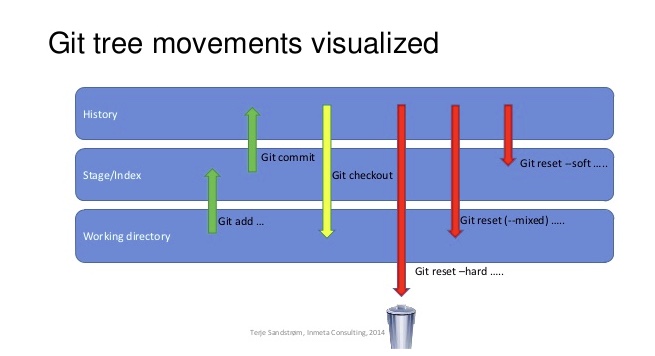 Git tree movements visualized
History
Git commit
Git reset –soft .....
Stage/Index
Git checkout
Git add ...
Git reset (--mixed) .....
Working directory
Git reset –hard .....
Terje Sandstrøm, Inmeta Consulting, 2014